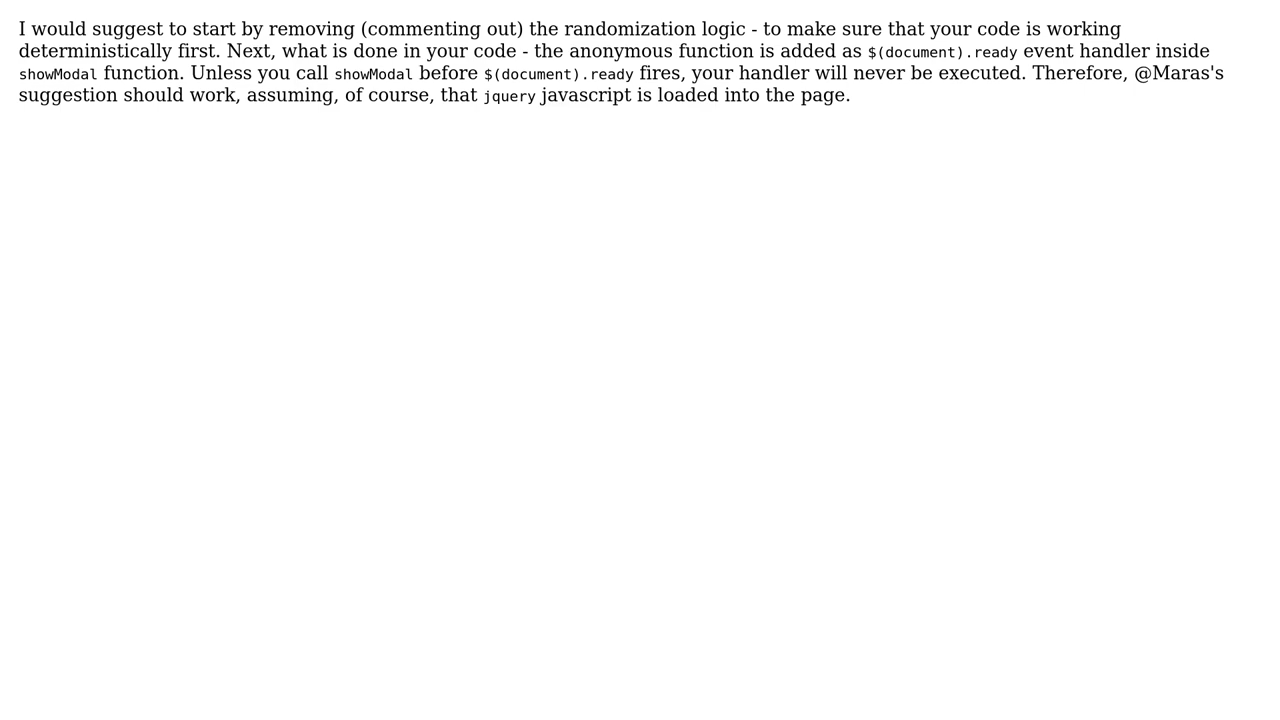 I would suggest to start by removing (commenting out) the randomization logic - to make sure that your code is working
deterministically first. Next, what is done in your code - the anonymous function is added as $(document).ready event handler inside
showModal function. Unless you call showModal before $(document).ready fires, your handler will never be executed. Therefore, @Maras's
suggestion should work, assuming, of course, that jquery javascript is loaded into the page.